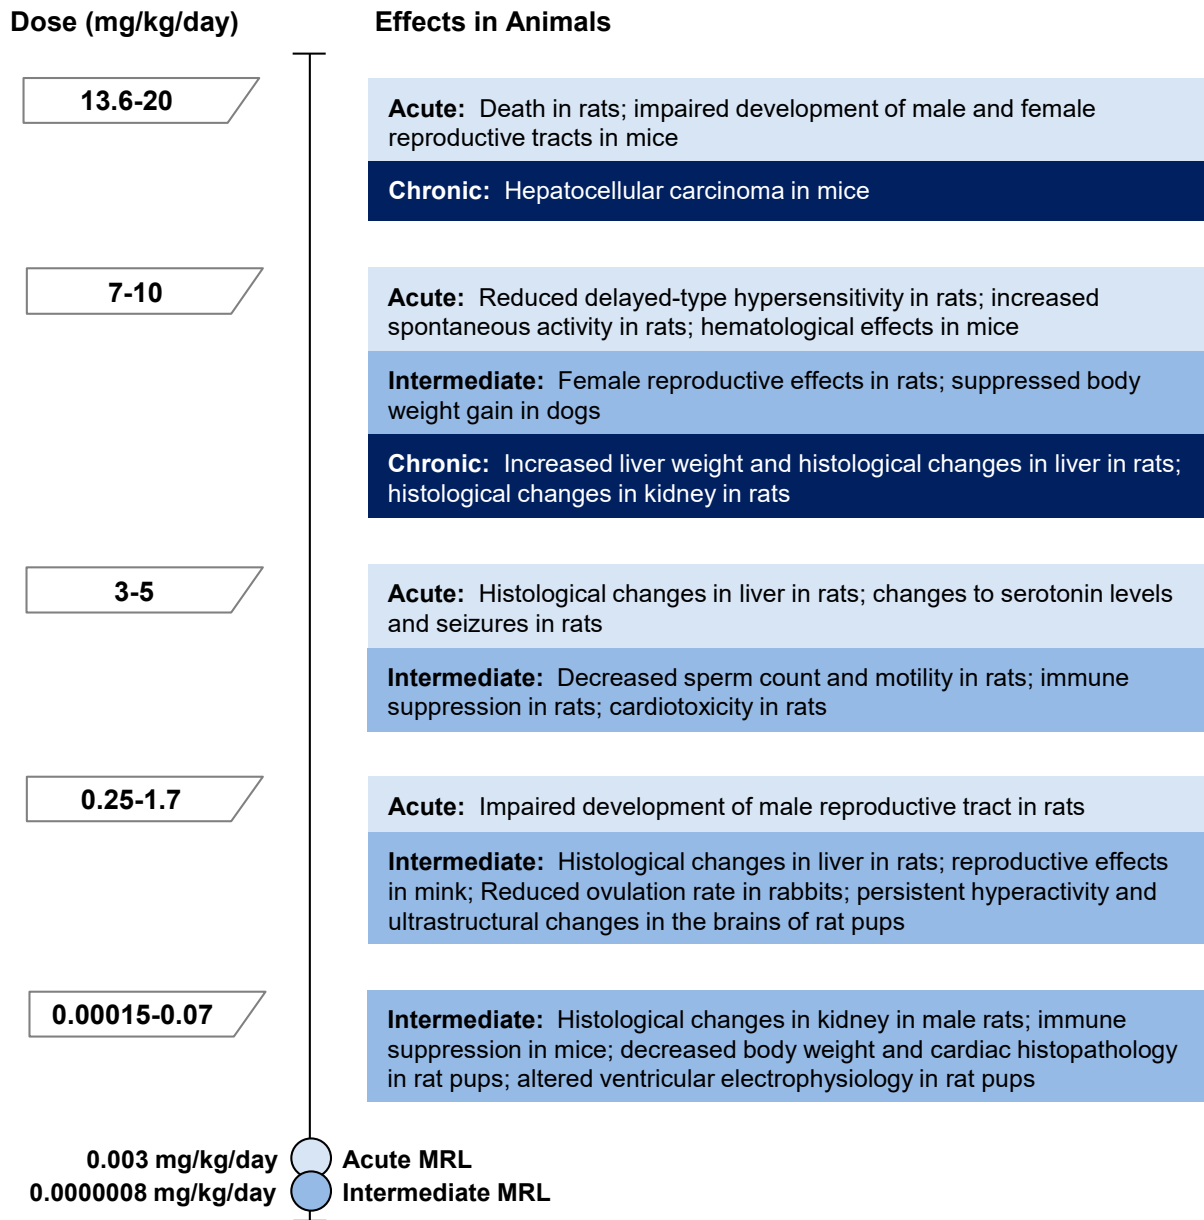 Dose (mg/kg/day)
Effects in Animals
13.6-20
Acute: Death in rats; impaired development of male and female
reproductive tracts in mice
Chronic: Hepatocellular carcinoma in mice
7-10
Acute: Reduced delayed-type hypersensitivity in rats; increased
spontaneous activity in rats; hematological effects in mice
Intermediate: Female reproductive effects in rats; suppressed body
weight gain in dogs
Chronic: Increased liver weight and histological changes in liver in rats;
histological changes in kidney in rats
3-5
Acute: Histological changes in liver in rats; changes to serotonin levels
and seizures in rats
Intermediate: Decreased sperm count and motility in rats; immune
suppression in rats; cardiotoxicity in rats
0.25-1.7
Acute: Impaired development of male reproductive tract in rats
Intermediate: Histological changes in liver in rats; reproductive effects
in mink; Reduced ovulation rate in rabbits; persistent hyperactivity and
ultrastructural changes in the brains of rat pups
0.00015-0.07
Intermediate: Histological changes in kidney in male rats; immune
suppression in mice; decreased body weight and cardiac histopathology
in rat pups; altered ventricular electrophysiology in rat pups
0.003 mg/kg/day Acute MRL
0.0000008 mg/kg/day Intermediate MRL